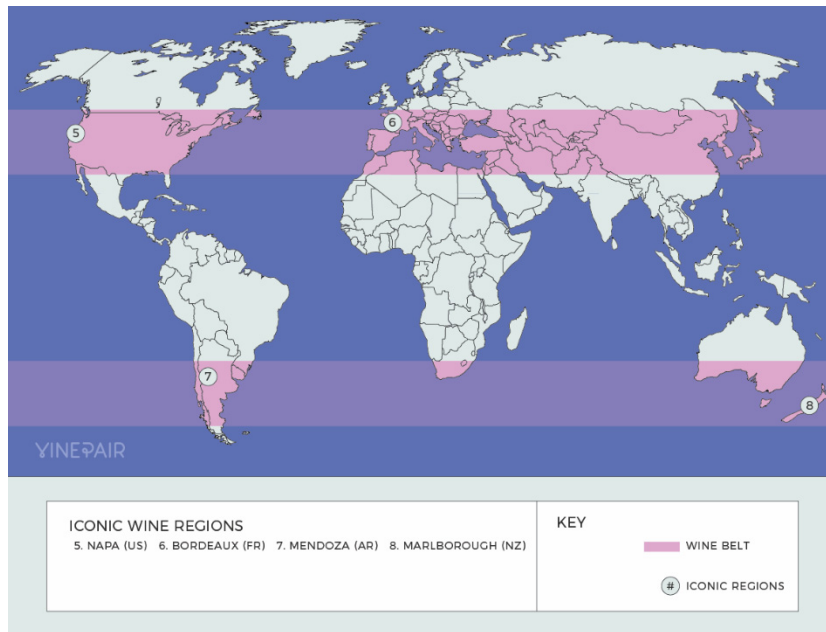 5
6
7
8
VINEPAIR
ICONIC WINE REGIONS
5. NAPA (US) 6. BORDEAUX (FR) 7. MENDOZA (AR) 8. MARLBOROUGH (NZ)
KEY
WINE BELT
# ICONIC REGIONS